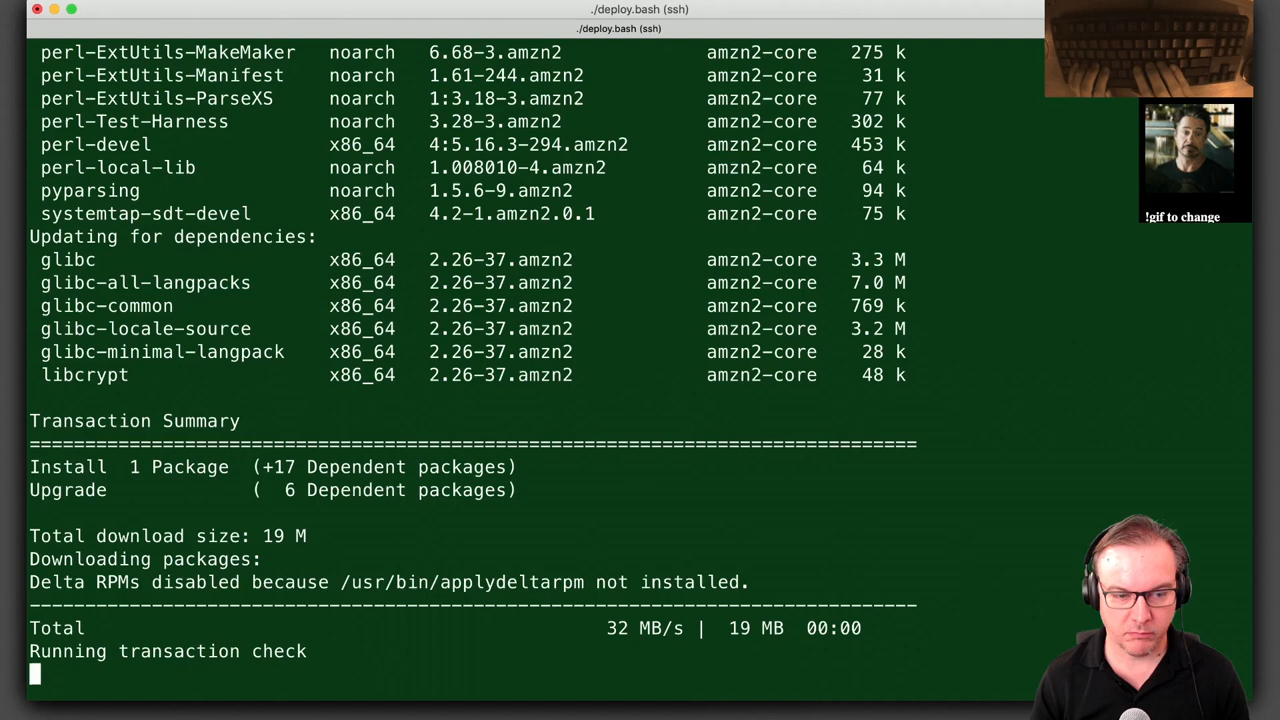 ./deploy.bash (ssh)
./deploy.bash (ssh)
perl-ExtUtils-MakeMaker noarch 6.68-3.amzn2 amzn2-core 275 k
perl-ExtUtils-Manifest noarch 1.61-244.amzn2 amzn2-core 31 k
perl-ExtUtils-ParseXS noarch 1:3.18-3.amzn2 amzn2-core 77 k
perl-Test-Harness noarch 3.28-3.amzn2 amzn2-core 302 k
perl-devel x86_64 4:5.16.3-294.amzn2 amzn2-core 453 k
perl-local-lib noarch 1.008010-4.amzn2 amzn2-core 64 k
pyparsing noarch 1.5.6-9.amzn2 amzn2-core 94 k
systemtap-sdt-devel x86_64 4.2-1.amzn2.0.1 amzn2-core 75 k
!gif to change
Updating for dependencies:
glibc x86_64 2.26-37.amzn2 amzn2-core 3.3 M
glibc-all-langpacks x86_64 2.26-37.amzn2 amzn2-core 7.0 M
glibc-common x86_64 2.26-37.amzn2 amzn2-core 769 k
glibc-locale-source x86_64 2.26-37.amzn2 amzn2-core 3.2 M
glibc-minimal-langpack x86_64 2.26-37.amzn2 amzn2-core 28 k
libcrypt x86_64 2.26-37.amzn2 amzn2-core 48 k
Transaction Summary
================================================================================
Install 1 Package (+17 Dependent packages)
Upgrade ( 6 Dependent packages)
Total download size: 19 M
Downloading packages:
Delta RPMs disabled because /usr/bin/applydeltarpm not installed.
--------------------------------------------------------------------------------
Total 32 MB/s | 19 MB 00:00
Running transaction check